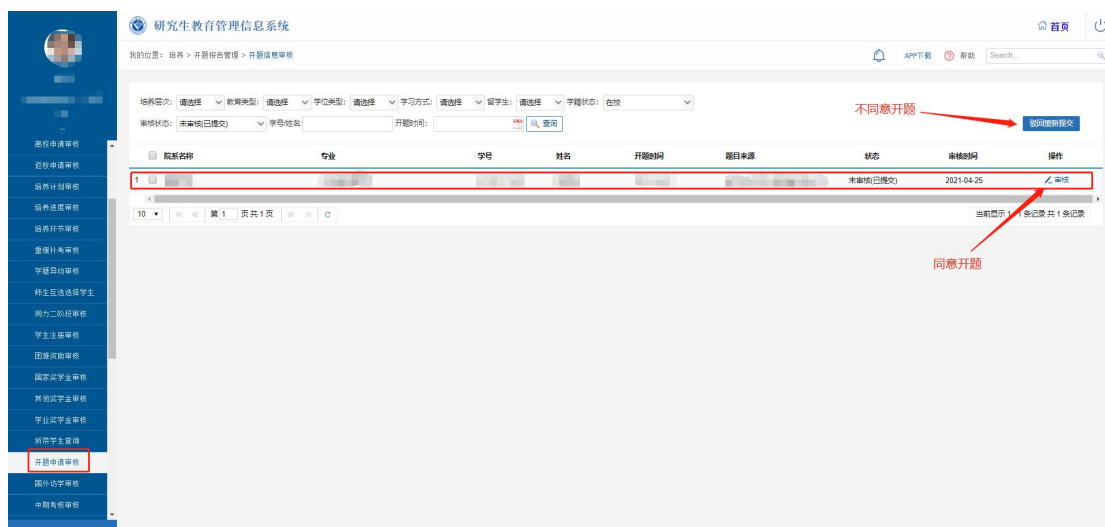 研究生教育管理信息系统
首页
我的位置： 培养 > 开题报告管理 > 开题信息审核
APP下载 帮助 Search...
培养层次: 请选择 教育类型: 请选择 学位类型: 请选择 学习方式: 请选择 留学生: 请选择 学籍状态: 在校
不同意开题
审核状态: 未审核(已提交) 学号/姓名: 开题时间: 查询 驳回重新提交
院系名称 专业 学号 姓名 开题时间 题目来源 状态 审核时间 操作
1 未审核(已提交) 2021-04-25 审核
10 第 1 页共1页 当前显示 1 - 1 条记录 共 1 条记录
同意开题
离校申请审核
返校申请审核
培养计划审核
培养进度审核
培养环节审核
重理补考审核
学籍异动审核
师生互选选择学生
同力二阶段审核
学生注册审核
困难资助审核
国家奖学金审核
其他奖学金审核
学业奖学金审核
所带学生查询
开题申请审核
国外访学审核
中期考核审核